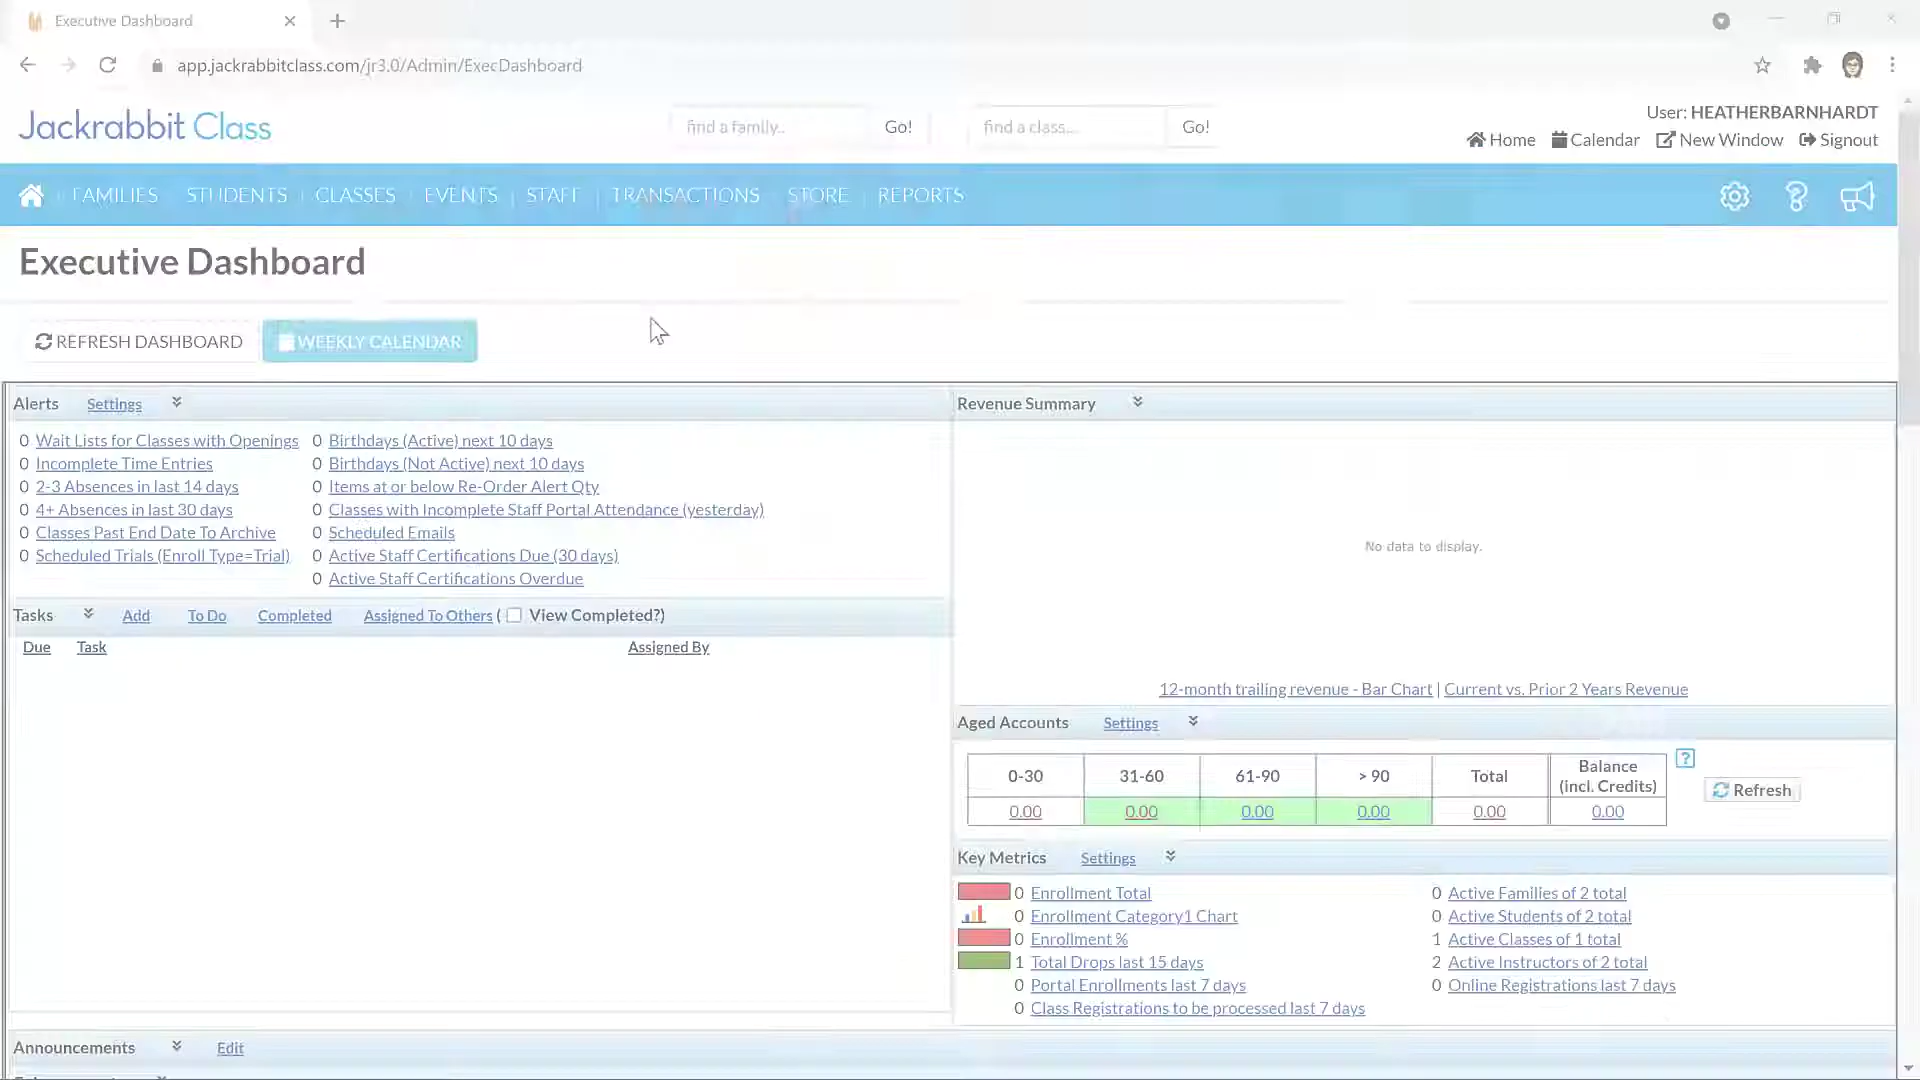 Executive Dashboard
app.jackrabbitclass.com/jr3.0/Admin/ExecDashboard
Jackrabbit Class
find a family..
Go!
find a class...
Go!
User: HEATHERBARNHARDT
Home Calendar New Window Signout
FAMILIES STUDENTS CLASSES EVENTS STAFF TRANSACTIONS STORE REPORTS
Executive Dashboard
REFRESH DASHBOARD WEEKLY CALENDAR
Alerts Settings
0 Wait Lists for Classes with Openings
0 Incomplete Time Entries
0 2-3 Absences in last 14 days
0 4+ Absences in last 30 days
0 Classes Past End Date To Archive
0 Scheduled Trials (Enroll Type=Trial)
0 Birthdays (Active) next 10 days
0 Birthdays (Not Active) next 10 days
0 Items at or below Re-Order Alert Qty
0 Classes with Incomplete Staff Portal Attendance (yesterday)
0 Scheduled Emails
0 Active Staff Certifications Due (30 days)
0 Active Staff Certifications Overdue
Tasks Add To Do Completed Assigned To Others ( View Completed?)
Due Task Assigned By
Revenue Summary
No data to display.
12-month trailing revenue - Bar Chart | Current vs. Prior 2 Years Revenue
Aged Accounts Settings
0-30 31-60 61-90 > 90 Total Balance (incl. Credits)
0.00 0.00 0.00 0.00 0.00 0.00
?
Refresh
Key Metrics Settings
0 Enrollment Total
0 Enrollment Category1 Chart
0 Enrollment %
1 Total Drops last 15 days
0 Portal Enrollments last 7 days
0 Class Registrations to be processed last 7 days
0 Active Families of 2 total
0 Active Students of 2 total
1 Active Classes of 1 total
2 Active Instructors of 2 total
0 Online Registrations last 7 days
Announcements Edit